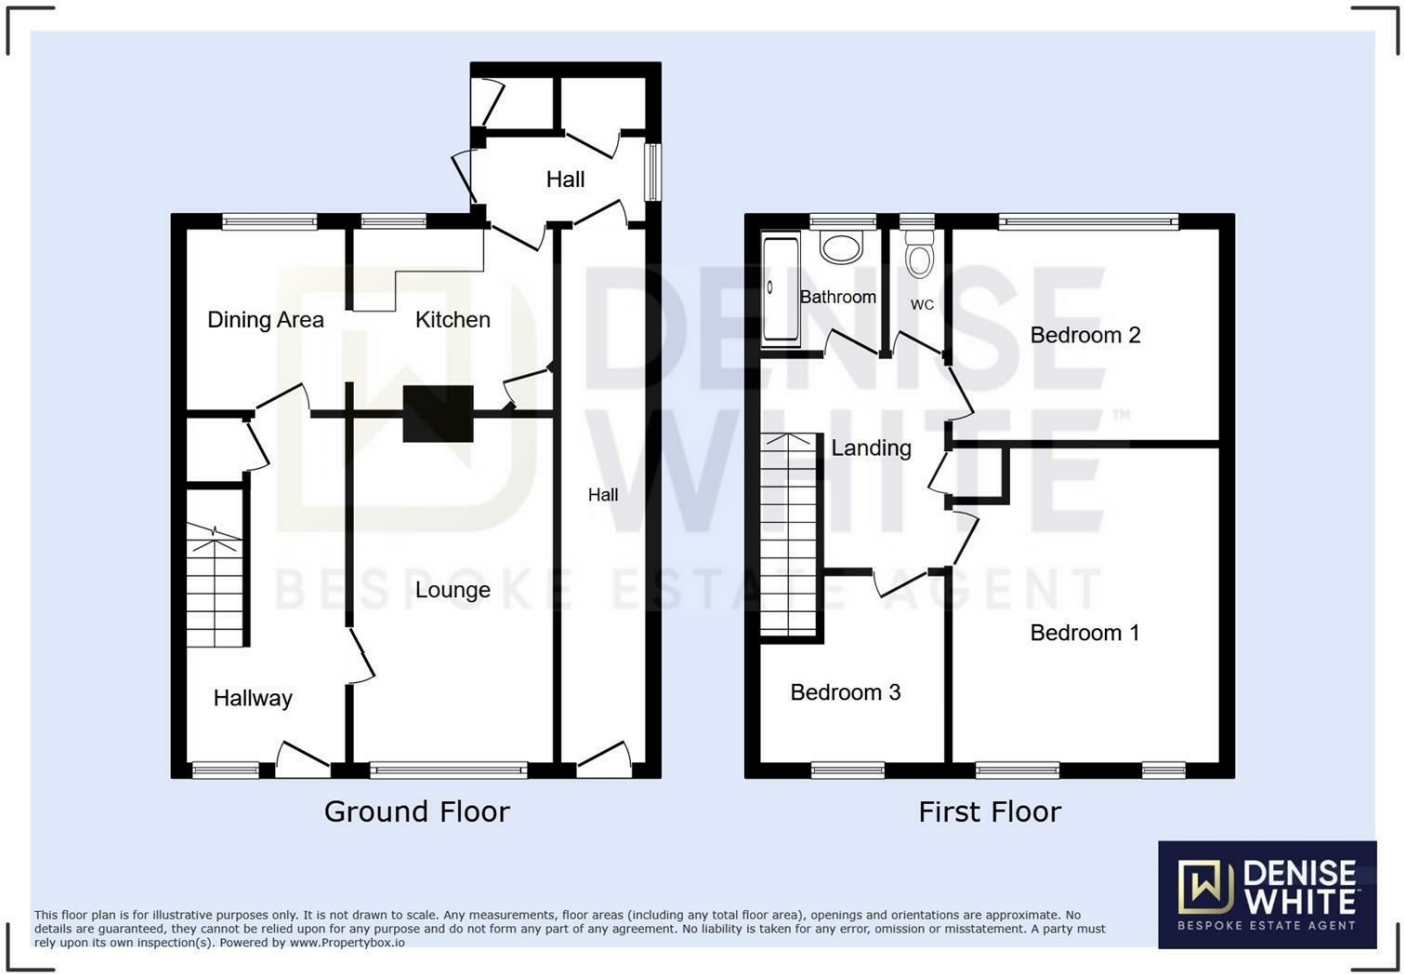 Hall
Dining Area
Kitchen
Hall
Lounge
Hallway
Ground Floor
Bathroom
WC
Bedroom 2
Landing
Bedroom 1
Bedroom 3
First Floor
DENISE
WHITE™
BESPOKE ESTATE AGENT
DENISE
WHITE™
BESPOKE ESTATE AGENT
This floor plan is for illustrative purposes only. It is not drawn to scale. Any measurements, floor areas (including any total floor area), openings and orientations are approximate. No
details are guaranteed, they cannot be relied upon for any purpose and do not form any part of any agreement. No liability is taken for any error, omission or misstatement. A party must
rely upon its own inspection(s). Powered by www.Propertybox.io